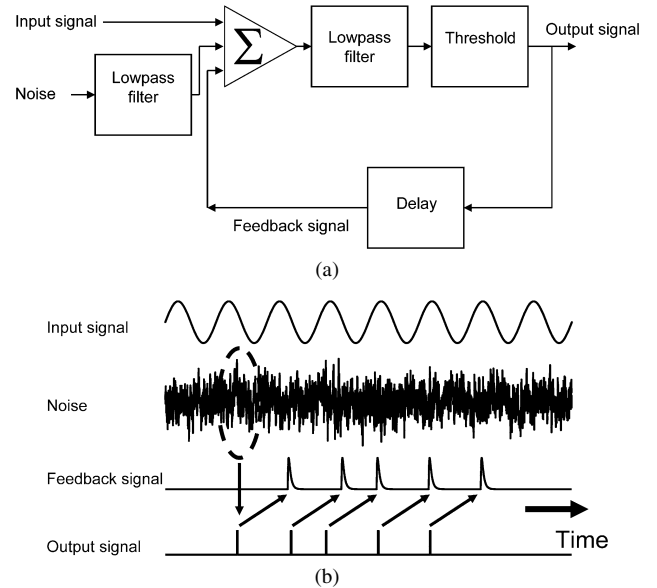 Input signal
Σ
Lowpass
filter
Threshold
Output signal
Lowpass
filter
Noise
Delay
Feedback signal
(a)
Input signal
Noise
Feedback signal
Time
Output signal
(b)